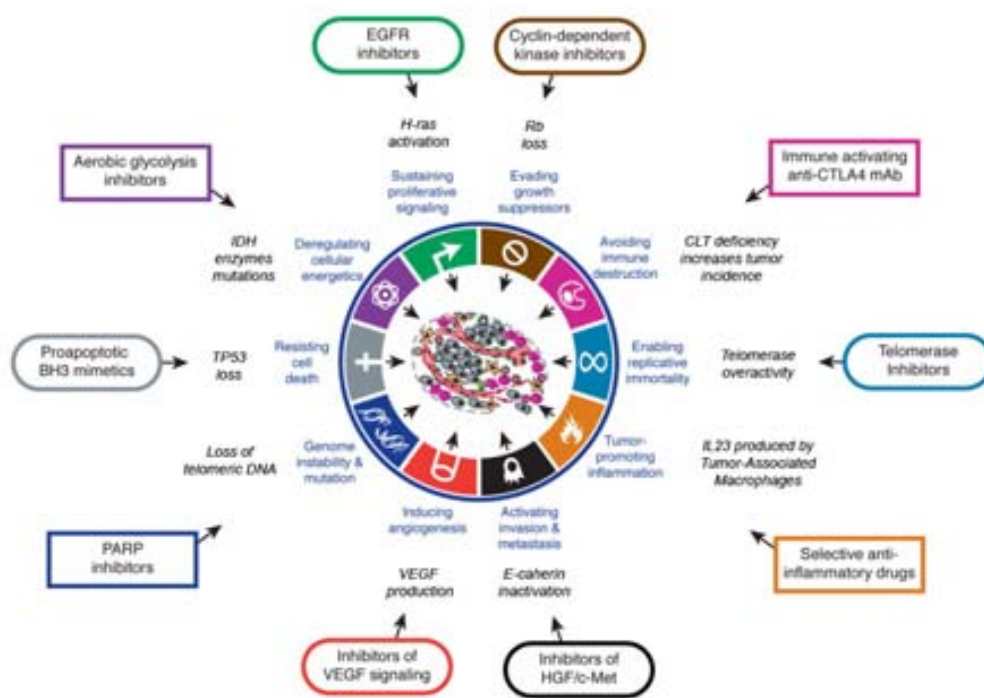 EGFR
inhibitors
Cyclin-dependent
kinase inhibitors
H-ras
activation
Rb
loss
Aerobic glycolysis
inhibitors
Immune activating
anti-CTLA4 mAb
Sustaining
proliferative
signaling
Evading
growth
suppressors
IDH
enzymes
mutations
Deregulating
cellular
energetics
Avoiding
immune
destruction
CLT deficiency
increases tumor
incidence
Proapoptotic
BH3 mimetics
TP53
loss
Resisting
cell
death
Enabling
replicative
immortality
Telomerase
overactivity
Telomerase
Inhibitors
Loss of
telomeric DNA
Genome
instability &
mutation
Tumor-
promoting
inflammation
IL23 produced by
Tumor-Associated
Macrophages
Inducing
angiogenesis
Activating
invasion &
metastasis
PARP
inhibitors
Selective anti-
inflammatory drugs
VEGF
production
E-caherin
inactivation
Inhibitors of
VEGF signaling
Inhibitors of
HGF/c-Met